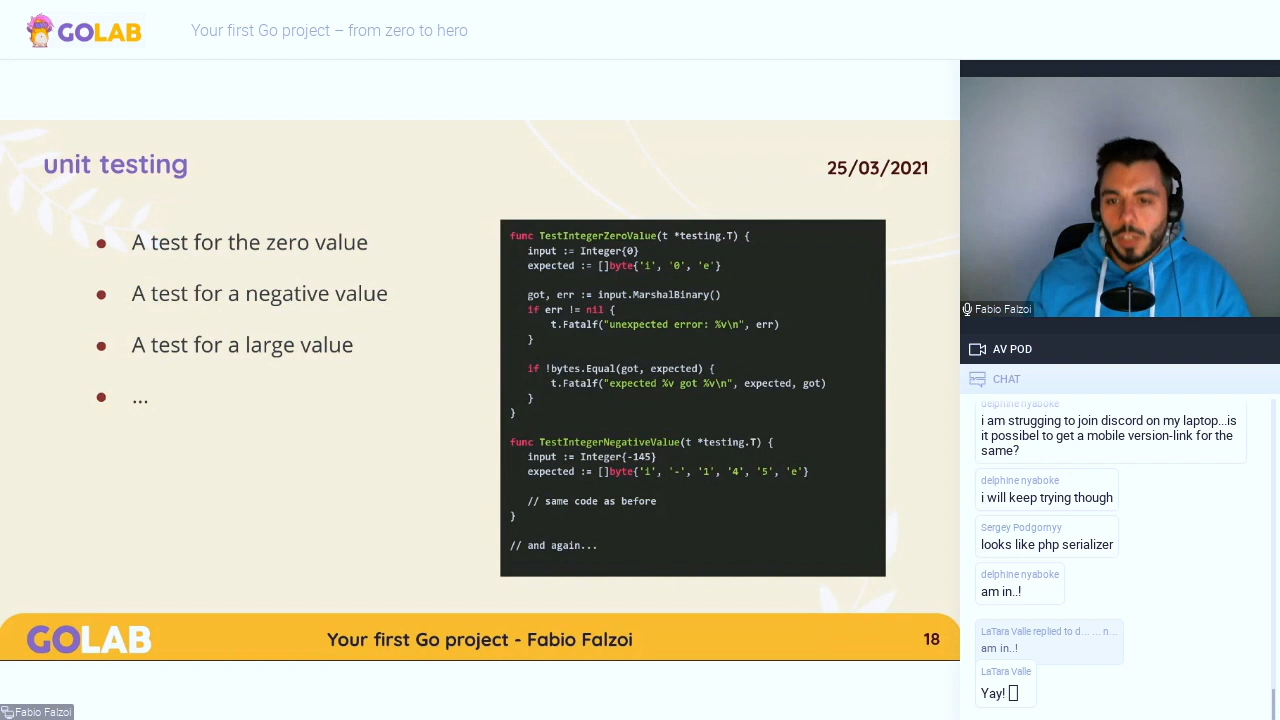 GOLAB
Your first Go project – from zero to hero
unit testing
25/03/2021
A test for the zero value
A test for a negative value
A test for a large value
...
func TestIntegerZeroValue(t *testing.T) {
input := Integer{0}
expected := []byte{'i', '0', 'e'}
got, err := input.MarshalBinary()
if err != nil {
t.Fatalf("unexpected error: %v\n", err)
}
if !bytes.Equal(got, expected) {
t.Fatalf("expected %v got %v\n", expected, got)
}
}
func TestIntegerNegativeValue(t *testing.T) {
input := Integer{-145}
expected := []byte{'i', '-', '1', '4', '5', 'e'}
// same code as before
}
// and again...
GOLAB
Your first Go project - Fabio Falzoi
18
Fabio Falzoi
Fabio Falzoi
AV POD
CHAT
delphine nyaboke
i am strugging to join discord on my laptop...is
it possibel to get a mobile version-link for the
same?
delphine nyaboke
i will keep trying though
Sergey Podgornyy
looks like php serializer
delphine nyaboke
am in..!
LaTara Valle replied to d... ... n...
am in..!
LaTara Valle
Yay!